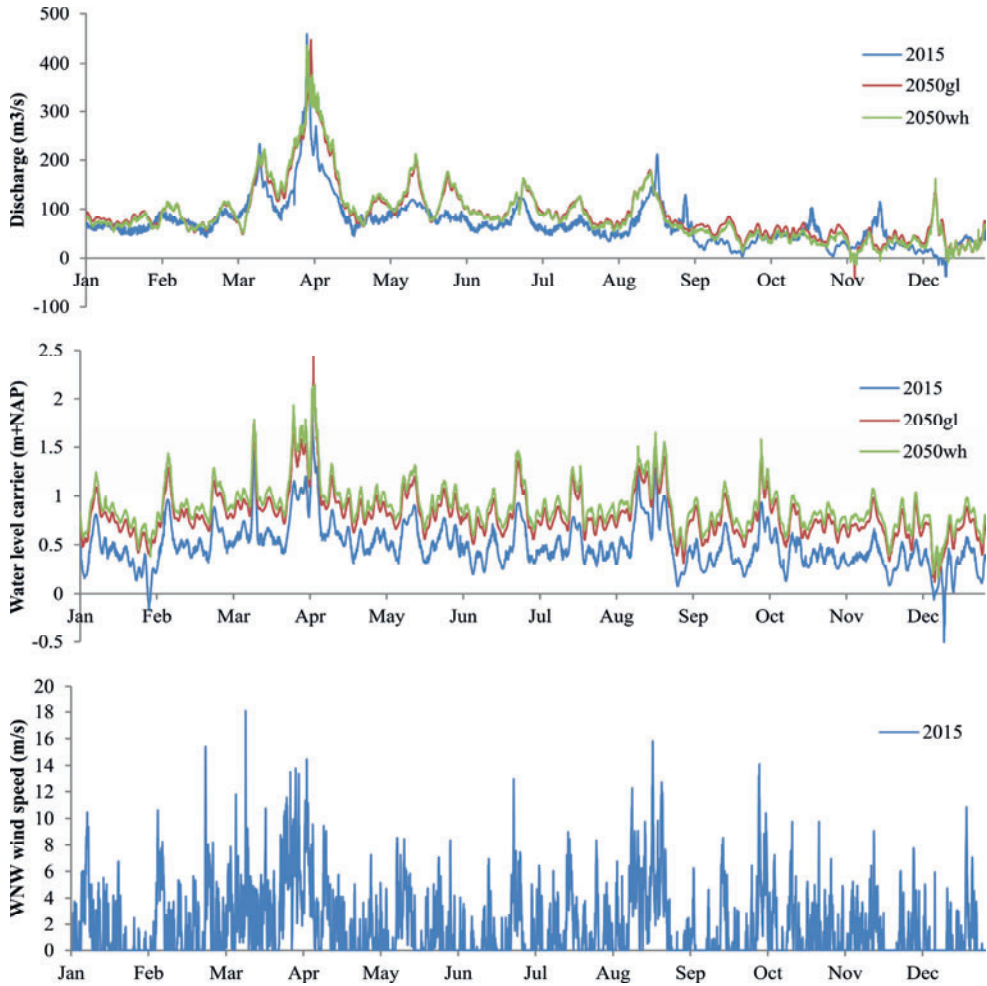 Discharge (m3/s)
500
400
300
200
100
0
-100
Jan Feb Mar Apr May Jun Jul Aug Sep Oct Nov Dec
2015
2050gl
2050wh
Water level carrier (m+NAP)
2.5
2
1.5
1
0.5
0
-0.5
Jan Feb Mar Apr May Jun Jul Aug Sep Oct Nov Dec
2015
2050gl
2050wh
WNW wind speed (m/s)
20
18
16
14
12
10
8
6
4
2
0
Jan Feb Mar Apr May Jun Jul Aug Sep Oct Nov Dec
2015